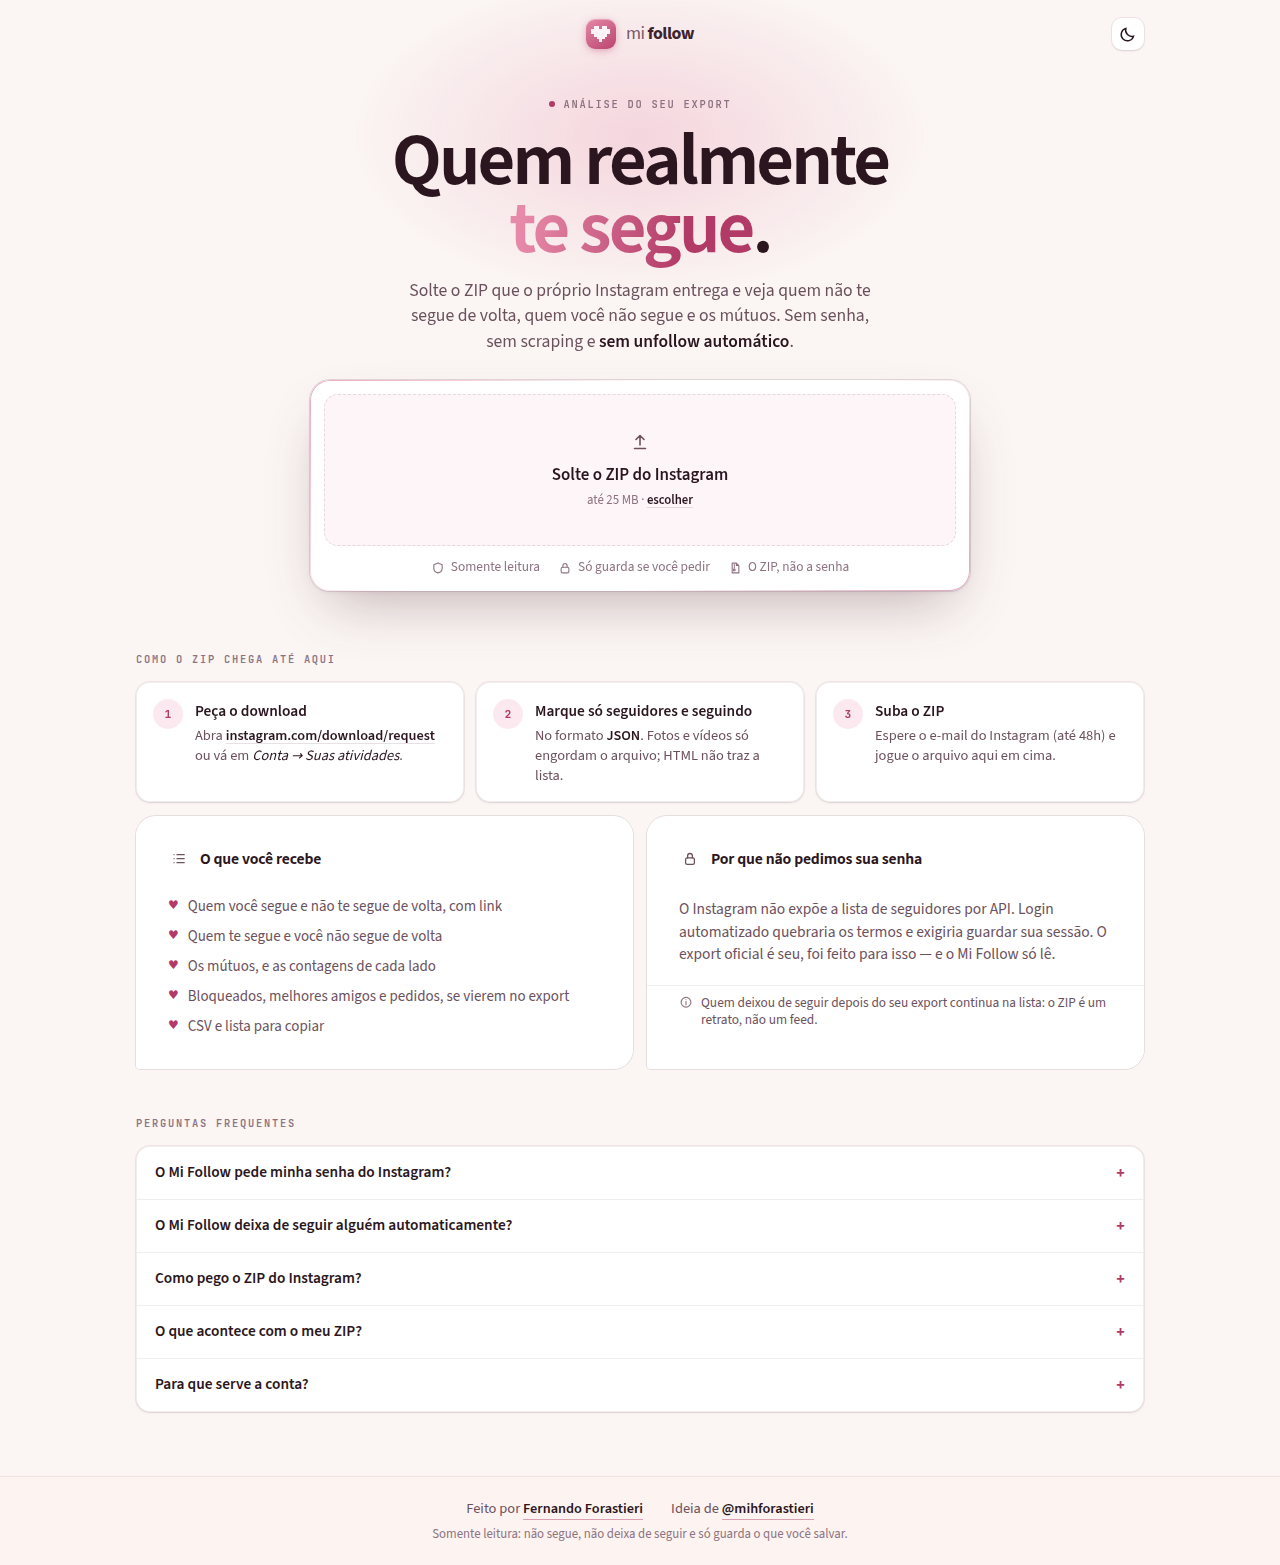 mi follow
ANÁLISE DO SEU EXPORT
Quem realmente
te segue.
Solte o ZIP que o próprio Instagram entrega e veja quem não te
segue de volta, quem você não segue e os mútuos. Sem senha,
sem scraping e sem unfollow automático.
Solte o ZIP do Instagram
até 25 MB · escolher
Somente leitura
Só guarda se você pedir
O ZIP, não a senha
COMO O ZIP CHEGA ATÉ AQUI
1
Peça o download
Abra instagram.com/download/request
ou vá em Conta → Suas atividades.
2
Marque só seguidores e seguindo
No formato JSON. Fotos e vídeos só
engordam o arquivo; HTML não traz a
lista.
3
Suba o ZIP
Espere o e-mail do Instagram (até 48h) e
jogue o arquivo aqui em cima.
O que você recebe
♥ Quem você segue e não te segue de volta, com link
♥ Quem te segue e você não segue de volta
♥ Os mútuos, e as contagens de cada lado
♥ Bloqueados, melhores amigos e pedidos, se vierem no export
♥ CSV e lista para copiar
Por que não pedimos sua senha
O Instagram não expõe a lista de seguidores por API. Login
automatizado quebraria os termos e exigiria guardar sua sessão. O
export oficial é seu, foi feito para isso — e o Mi Follow só lê.
Quem deixou de seguir depois do seu export continua na lista: o ZIP é um
retrato, não um feed.
PERGUNTAS FREQUENTES
O Mi Follow pede minha senha do Instagram? +
O Mi Follow deixa de seguir alguém automaticamente? +
Como pego o ZIP do Instagram? +
O que acontece com o meu ZIP? +
Para que serve a conta? +
Feito por Fernando Forastieri Ideia de @mihforastieri
Somente leitura: não segue, não deixa de seguir e só guarda o que você salvar.